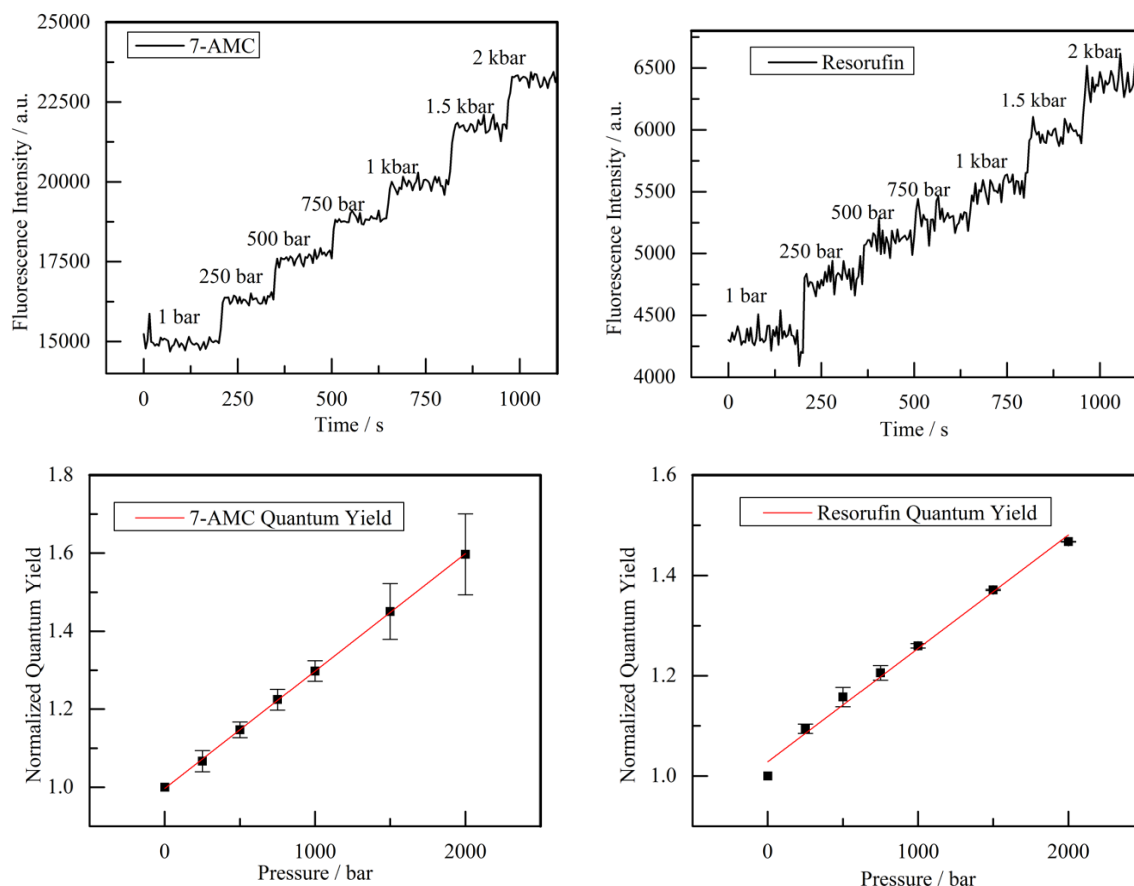 7-AMC
Fluorescence Intensity / a.u.
25000
22500
20000
17500
15000
1 bar
250 bar
500 bar
750 bar
1 kbar
1.5 kbar
2 kbar
0 250 500 750 1000
Time / s
Resorufin
Fluorescence Intensity / a.u.
6500
6000
5500
5000
4500
4000
1 bar
250 bar
500 bar
750 bar
1 kbar
1.5 kbar
2 kbar
0 250 500 750 1000
Time / s
7-AMC Quantum Yield
Normalized Quantum Yield
1.8
1.6
1.4
1.2
1.0
0 1000 2000
Pressure / bar
Resorufin Quantum Yield
Normalized Quantum Yield
1.6
1.4
1.2
1.0
0 1000 2000
Pressure / bar